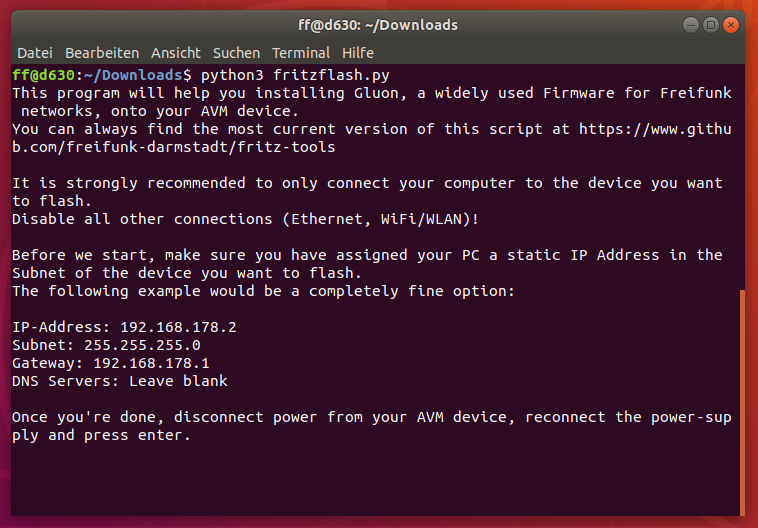 ff@d630: ~/Downloads
Datei Bearbeiten Ansicht Suchen Terminal Hilfe
ff@d630:~/Downloads$ python3 fritzflash.py
This program will help you installing Gluon, a widely used Firmware for Freifunk
 networks, onto your AVM device.
You can always find the most current version of this script at https://www.githu
b.com/freifunk-darmstadt/fritz-tools
It is strongly recommended to only connect your computer to the device you want
to flash.
Disable all other connections (Ethernet, WiFi/WLAN)!
Before we start, make sure you have assigned your PC a static IP Address in the
Subnet of the device you want to flash.
The following example would be a completely fine option:
IP-Address: 192.168.178.2
Subnet: 255.255.255.0
Gateway: 192.168.178.1
DNS Servers: Leave blank
Once you're done, disconnect power from your AVM device, reconnect the power-sup
ply and press enter.